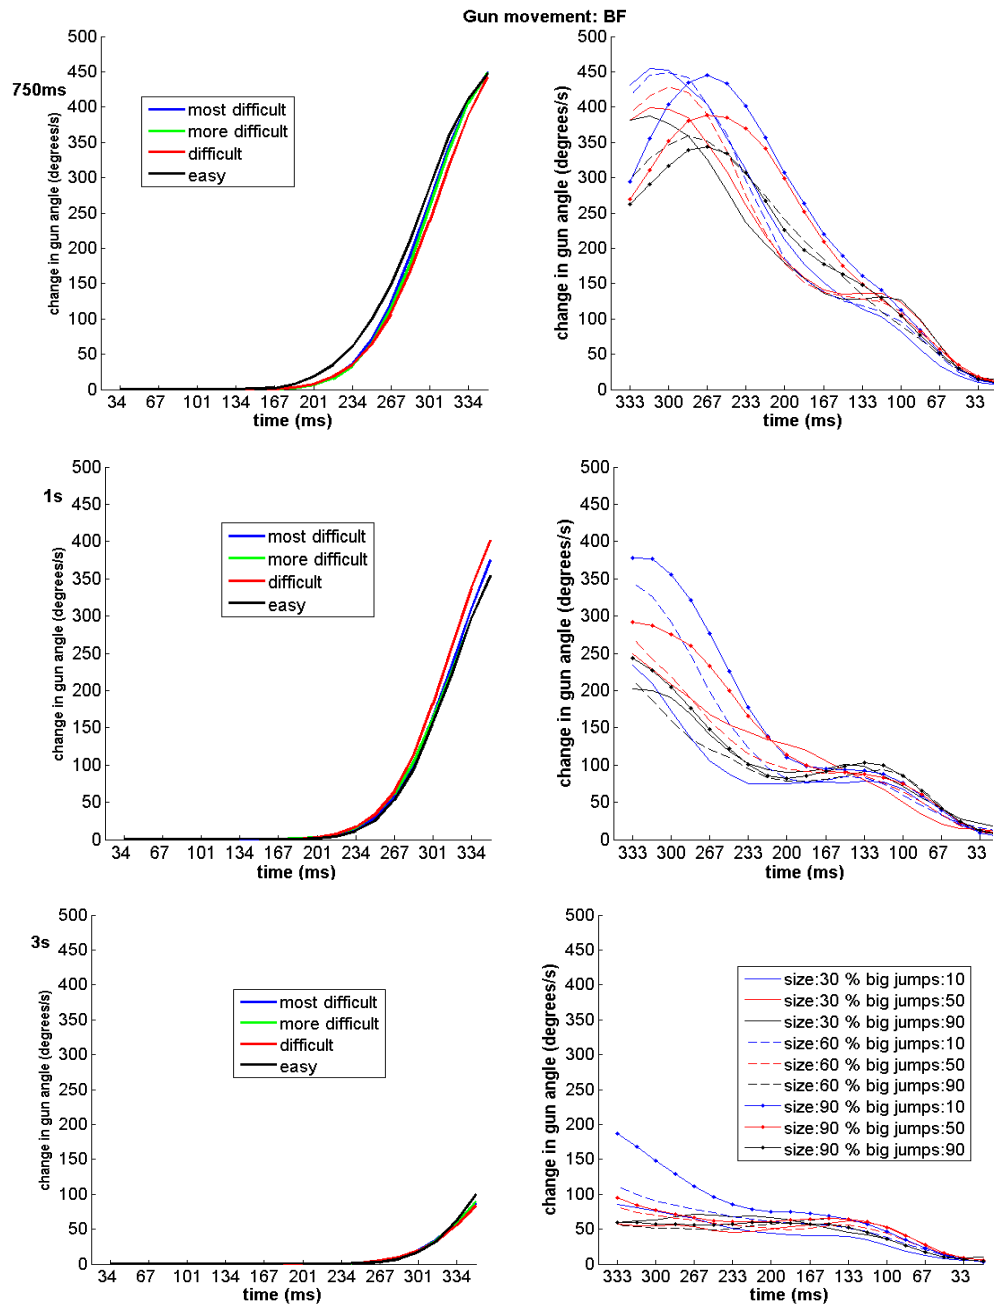 Gun movement: BF
750ms
change in gun angle (degrees/s)
500
450
400
350
300
250
200
150
100
50
0
most difficult
more difficult
difficult
easy
34 67 101 134 167 201 234 267 301 334
time (ms)
change in gun angle (degrees/s)
500
450
400
350
300
250
200
150
100
50
0
333 300 267 233 200 167 133 100 67 33
time (ms)
1s
change in gun angle (degrees/s)
500
450
400
350
300
250
200
150
100
50
0
most difficult
more difficult
difficult
easy
34 67 101 134 167 201 234 267 301 334
time (ms)
change in gun angle (degrees/s)
500
450
400
350
300
250
200
150
100
50
0
333 300 267 233 200 167 133 100 67 33
time (ms)
3s
change in gun angle (degrees/s)
500
450
400
350
300
250
200
150
100
50
0
most difficult
more difficult
difficult
easy
34 67 101 134 167 201 234 267 301 334
time (ms)
change in gun angle (degrees/s)
500
450
400
350
300
250
200
150
100
50
0
size:30 % big jumps:10
size:30 % big jumps:50
size:30 % big jumps:90
size:60 % big jumps:10
size:60 % big jumps:50
size:60 % big jumps:90
size:90 % big jumps:10
size:90 % big jumps:50
size:90 % big jumps:90
333 300 267 233 200 167 133 100 67 33
time (ms)